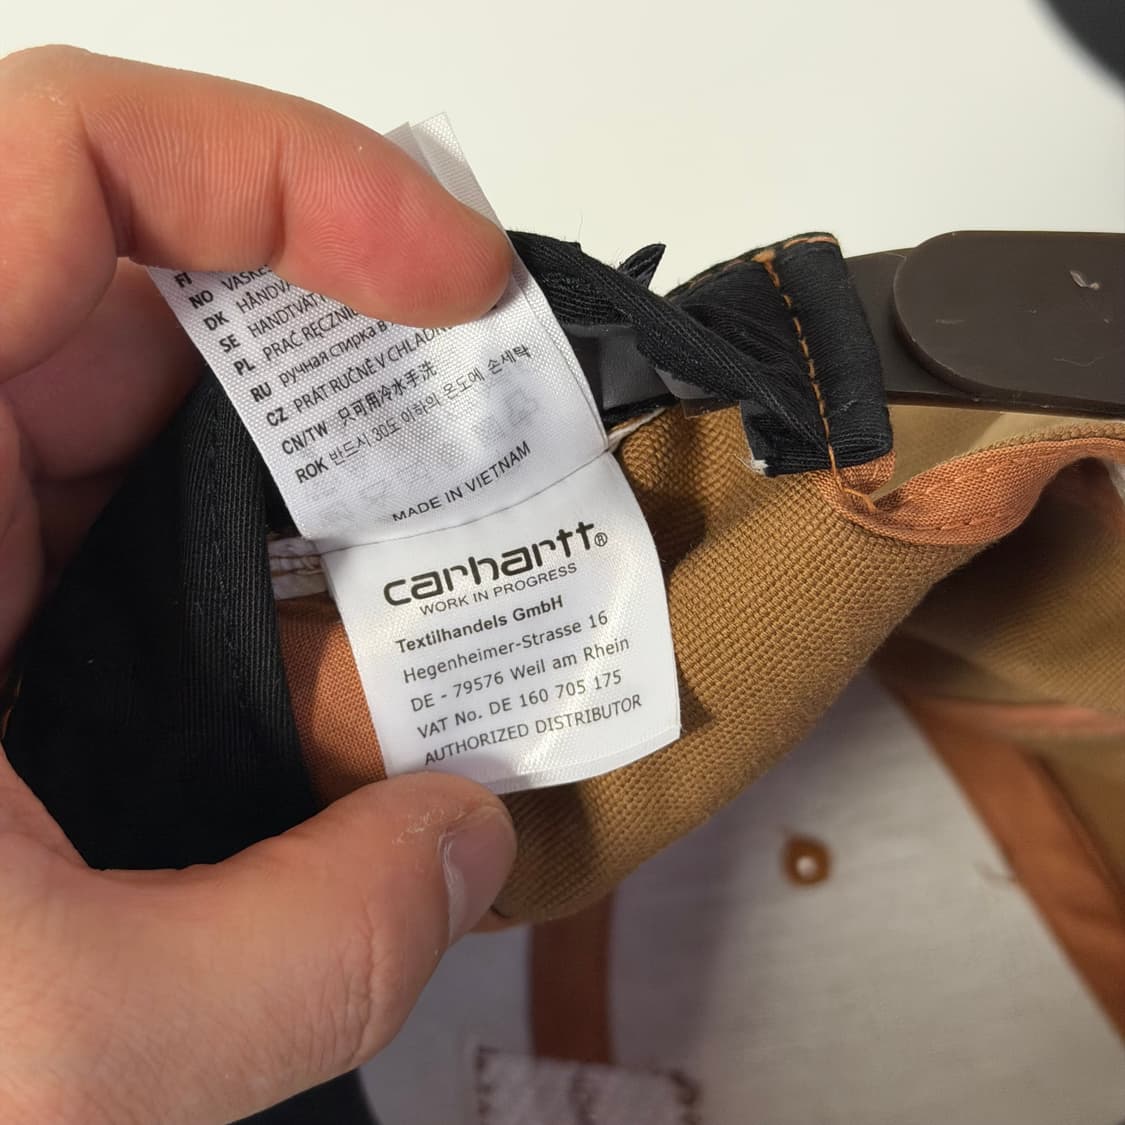 FI
NO VASKES
DK HÅNDVA
SE HANDTVÄT
PL PRAĆ RĘCZNI
RU ручная стирка в
CZ PRÁT RUČNĚ V CHLADN
CN/TW 只可用冷水手洗
ROK 반드시 30도 이하의 온도에 손세탁
MADE IN VIETNAM
carhartt®
WORK IN PROGRESS
Textilhandels GmbH
Hegenheimer-Strasse 16
DE - 79576 Weil am Rhein
VAT No. DE 160 705 175
AUTHORIZED DISTRIBUTOR